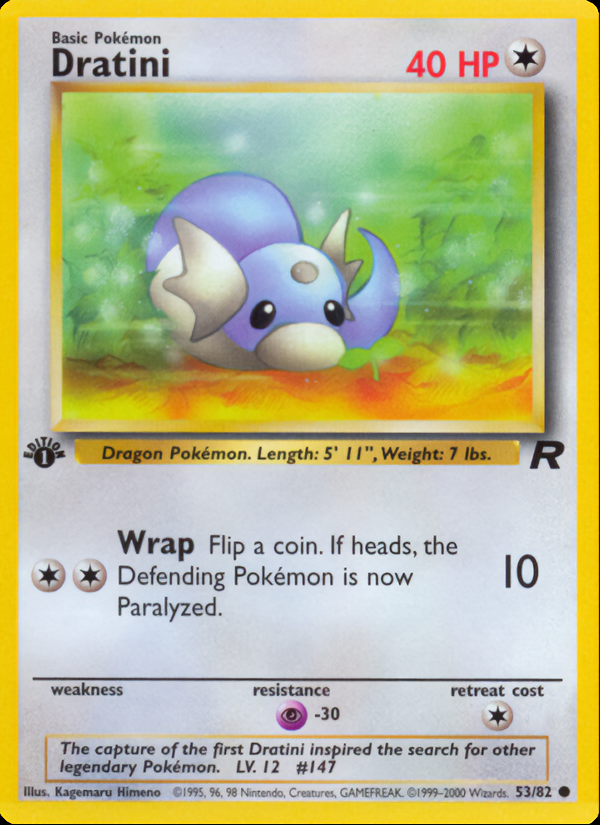 Basic Pokémon
Dratini
40 HP
EDITION
1
Dragon Pokémon. Length: 5' 11", Weight: 7 lbs.
R
Wrap Flip a coin. If heads, the
Defending Pokémon is now
Paralyzed.
10
weakness
resistance
retreat cost
-30
The capture of the first Dratini inspired the search for other
legendary Pokémon. LV. 12 #147
Illus. Kagemaru Himeno ©1995, 96, 98 Nintendo, Creatures, GAMEFREAK. ©1999-2000 Wizards. 53/82